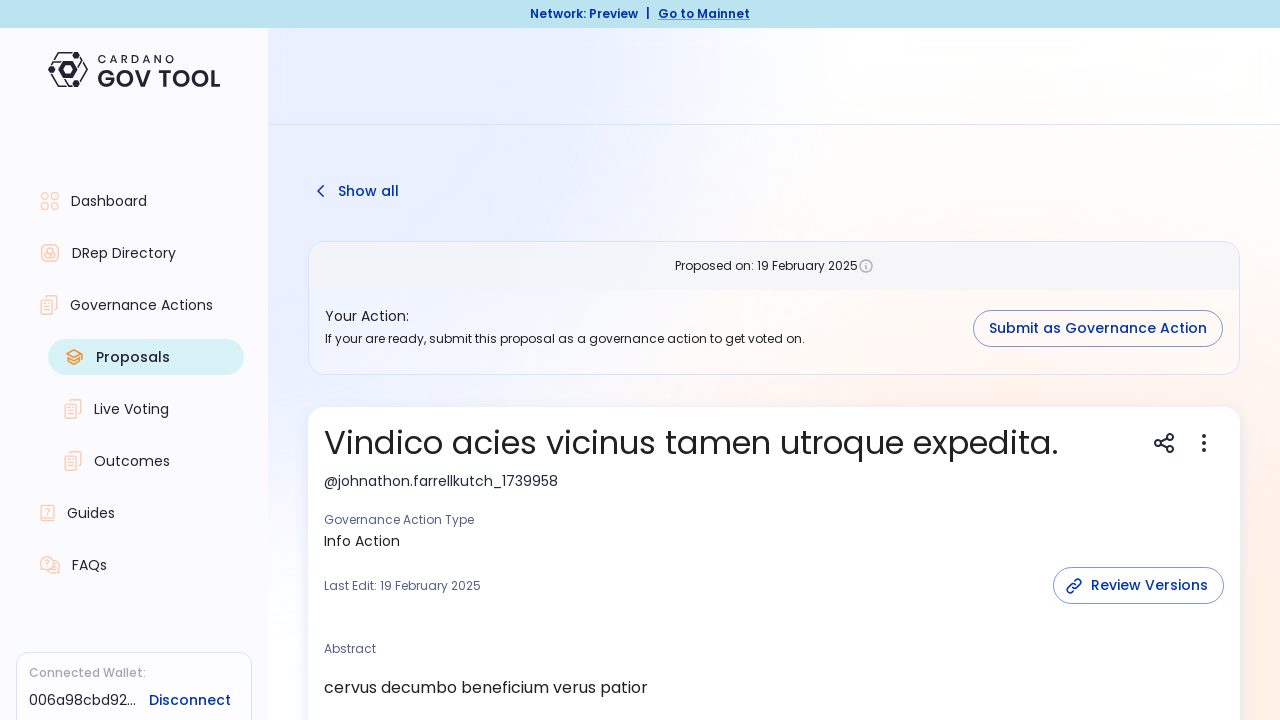 Network: Preview | Go to Mainnet
CARDANO
GOV TOOL
Dashboard
DRep Directory
Governance Actions
Proposals
Live Voting
Outcomes
Guides
FAQs
Connected Wallet:
006a98cbd92... Disconnect
Show all
Proposed on: 19 February 2025
Your Action:
If your are ready, submit this proposal as a governance action to get voted on.
Submit as Governance Action
Vindico acies vicinus tamen utroque expedita.
@johnathon.farrellkutch_1739958
Governance Action Type
Info Action
Last Edit: 19 February 2025
Review Versions
Abstract
cervus decumbo beneficium verus patior